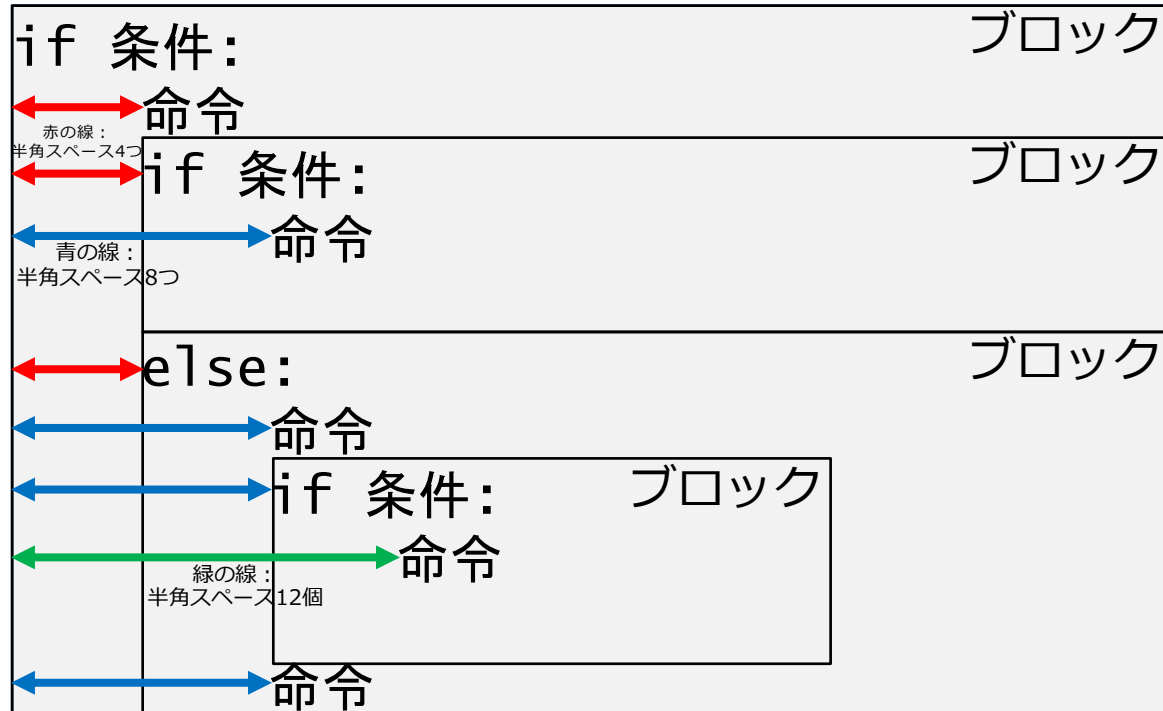 if 条件: ブロック
命令
赤の線：
半角スペース4つ
if 条件: ブロック
命令
青の線：
半角スペース8つ
else: ブロック
命令
if 条件: ブロック
命令
緑の線：
半角スペース12個
命令